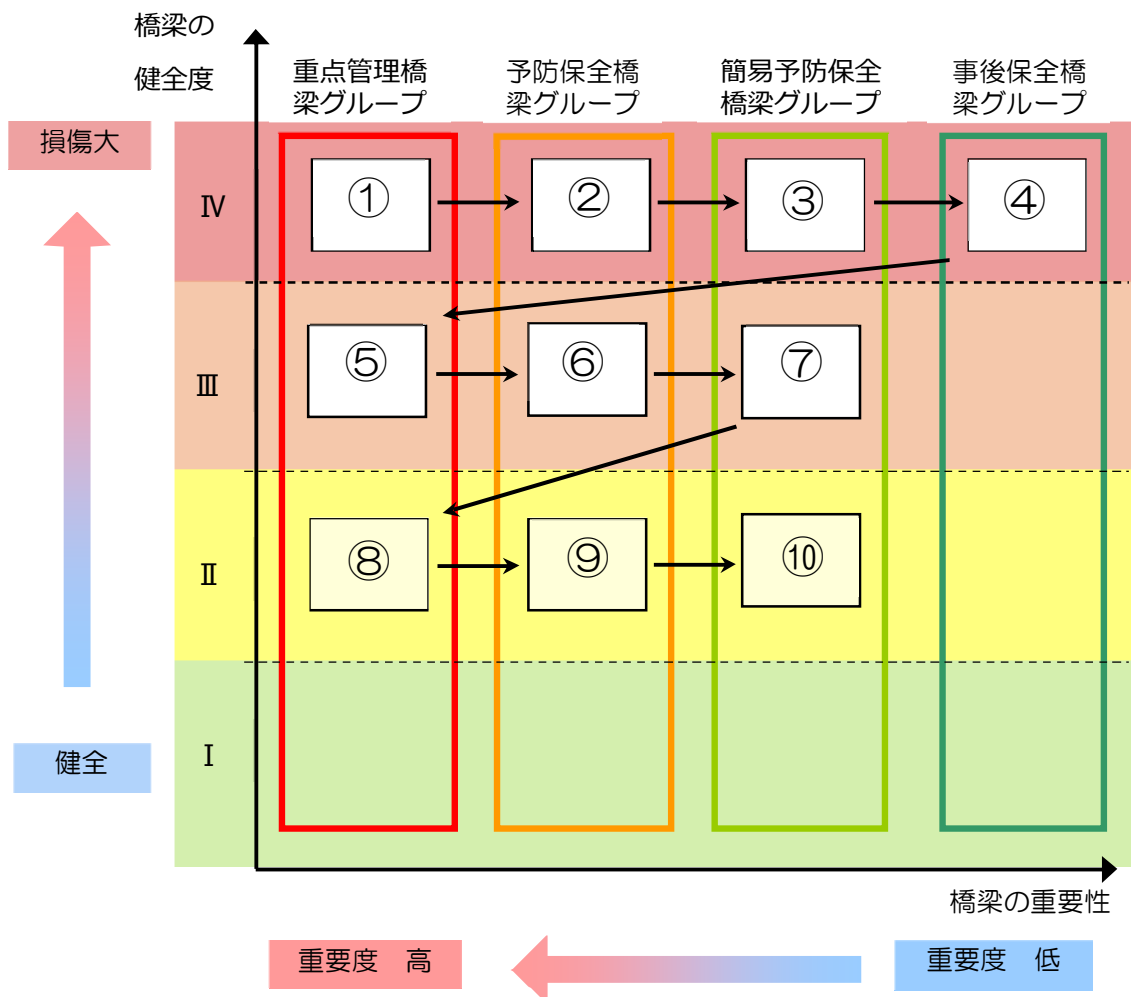 橋梁の
健全度
重点管理橋
梁グループ
予防保全橋
梁グループ
簡易予防保全
橋梁グループ
事後保全橋
梁グループ
損傷大
Ⅳ
①
②
③
④
Ⅲ
⑤
⑥
⑦
Ⅱ
⑧
⑨
⑩
Ⅰ
健全
橋梁の重要性
重要度　高
重要度　低